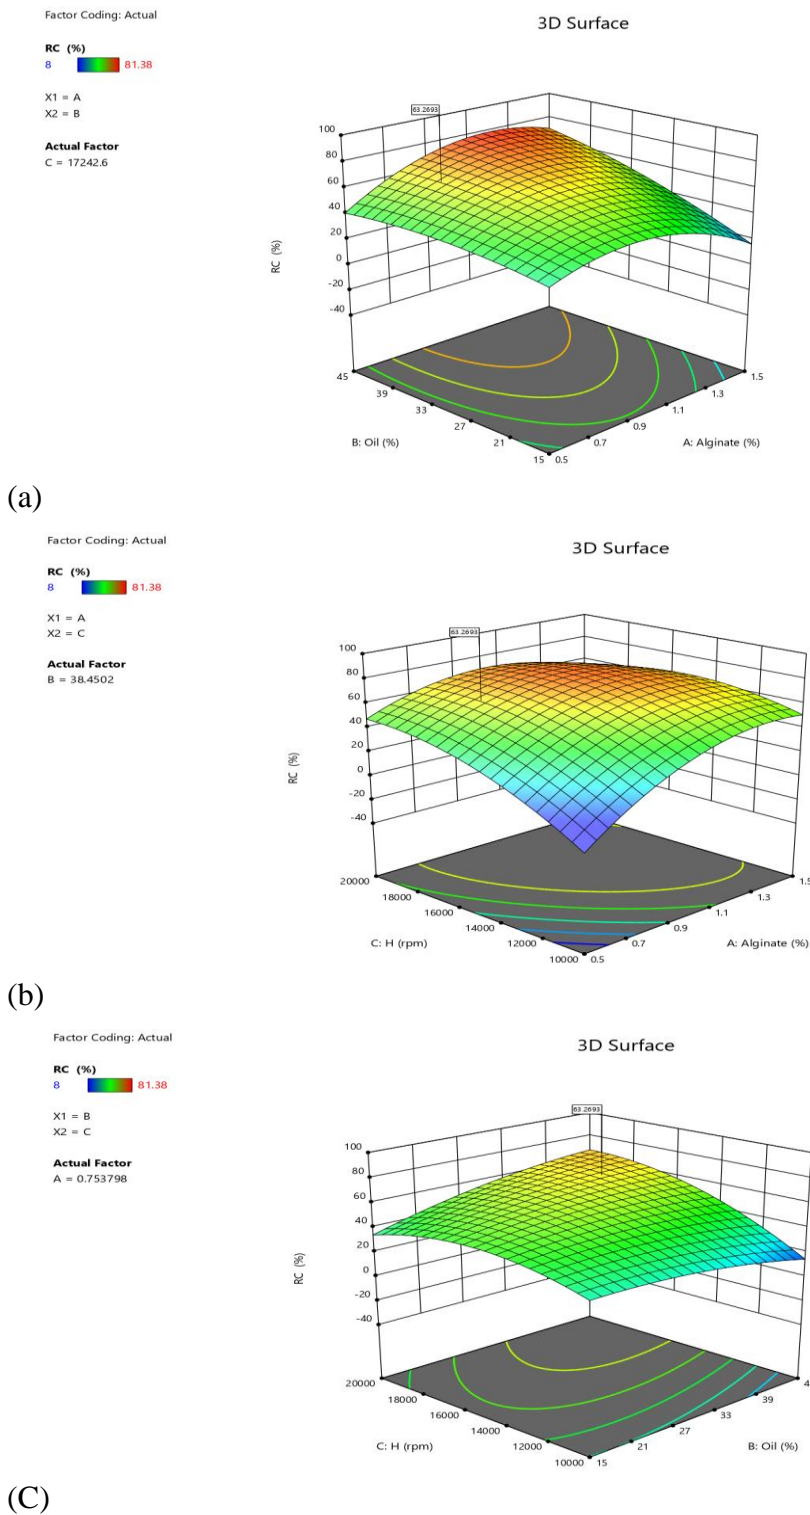 Factor Coding: Actual
3D Surface
RC (%)
8 81.38
X1 = A
X2 = B
Actual Factor
C = 17242.6
63.2693
100
80
60
40
20
0
-20
-40
RC (%)
45
39
33
27
21
15
0.5
0.7
0.9
1.1
1.3
1.5
B: Oil (%)
A: Alginate (%)
(a)
Factor Coding: Actual
3D Surface
RC (%)
8 81.38
X1 = A
X2 = C
Actual Factor
B = 38.4502
63.2693
100
80
60
40
20
0
-20
-40
RC (%)
20000
18000
16000
14000
12000
10000
0.5
0.7
0.9
1.1
1.3
1.5
C: H (rpm)
A: Alginate (%)
(b)
Factor Coding: Actual
3D Surface
RC (%)
8 81.38
X1 = B
X2 = C
Actual Factor
A = 0.753798
63.2693
100
80
60
40
20
0
-20
-40
RC (%)
20000
18000
16000
14000
12000
10000
15
21
27
33
39
4
C: H (rpm)
B: Oil (%)
(C)